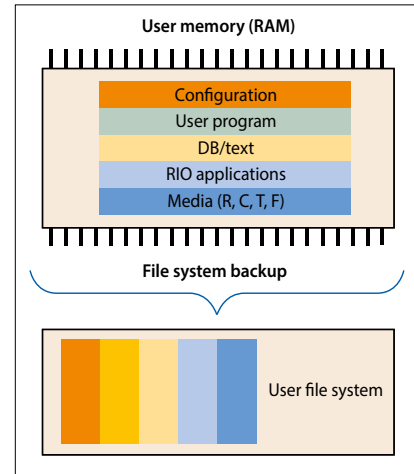 User memory (RAM)
Configuration
User program
DB/text
RIO applications
Media (R, C, T, F)
File system backup
User file system